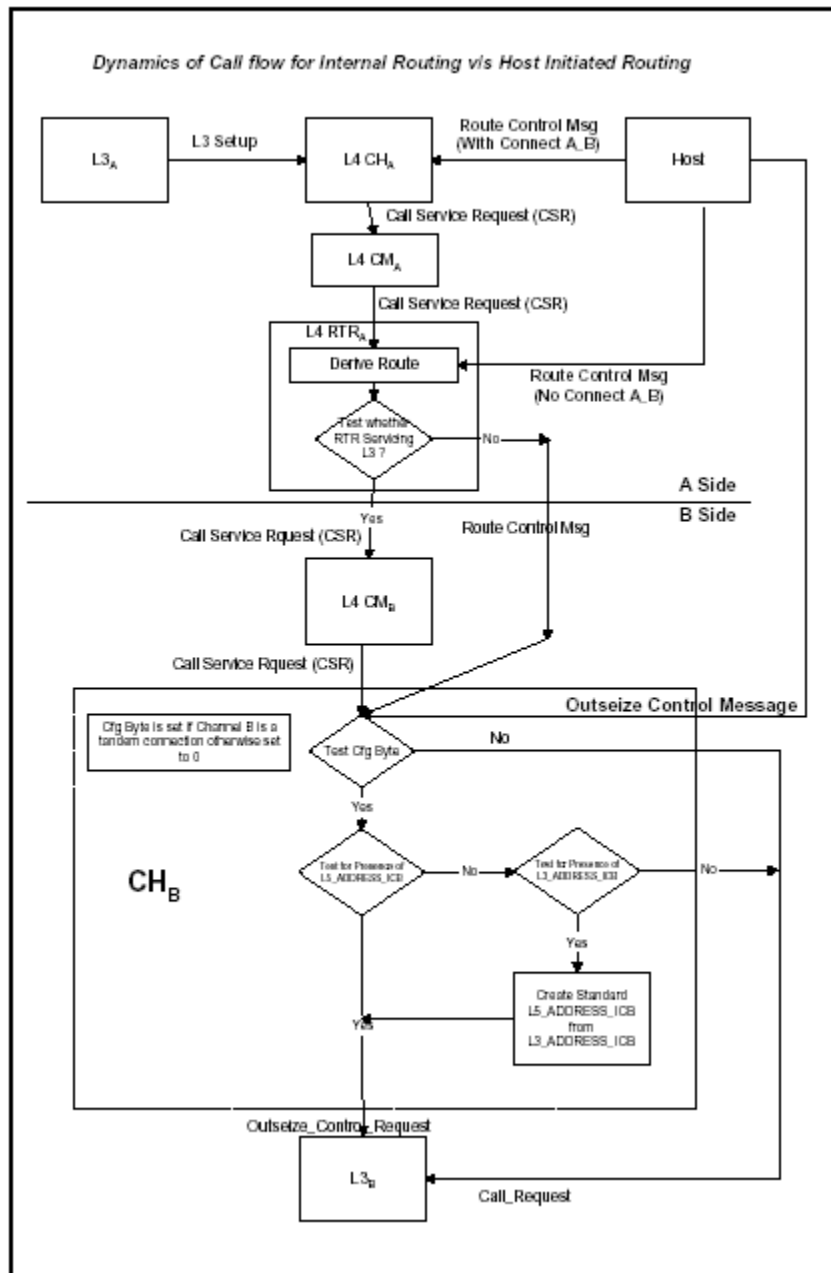 Dynamics of Call flow for Internal Routing v/s Host Initiated Routing
L3A
L3 Setup
L4 CHA
Route Control Msg
(With Connect A_B)
Host
Call Service Request (CSR)
L4 CMA
Call Service Request (CSR)
L4 RTRA
Derive Route
Route Control Msg
(No Connect A_B)
Test whether
RTR Servicing
L3 ?
No
A Side
B Side
Yes
Call Service Rquest (CSR)
Route Control Msg
L4 CMB
Call Service Rquest (CSR)
Outseize Control Message
Cfg Byte is set if Channel B is a
tandem connection otherwise set
to 0
Test Cfg Byte
No
Yes
Test for Presence of
L5_ADDRESS_ICB
No
Test for Presence of
L3_ADDRESS_ICB
No
CHB
Yes
Create Standard
L5_ADDRESS_ICB
from
L3_ADDRESS_ICB
Yes
Outseize_Control_Request
L3B
Call_Request